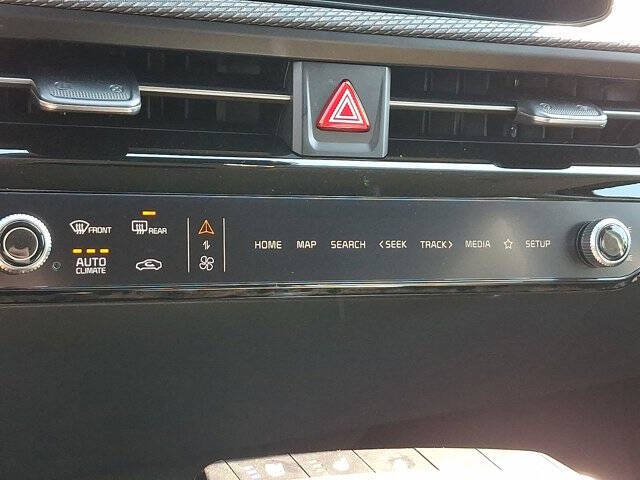 FRONT
REAR
HOME
MAP
SEARCH
SEEK
TRACK
MEDIA
SETUP
AUTO
CLIMATE